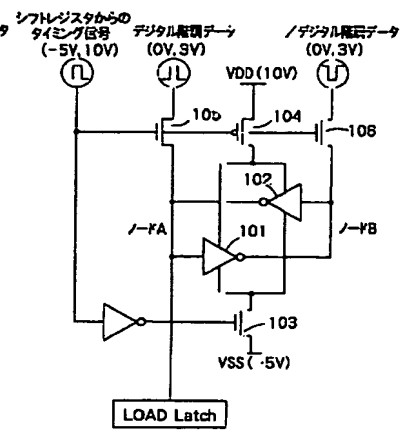 タ
シフトレジスタからの
タイミング信号
(-5V,10V)
デジタル階調データ
(0V,3V)
/デジタル階調データ
(0V,3V)
VDD(10V)
104
106
102
ノードA
101
ノードB
103
VSS(-5V)
LOAD Latch